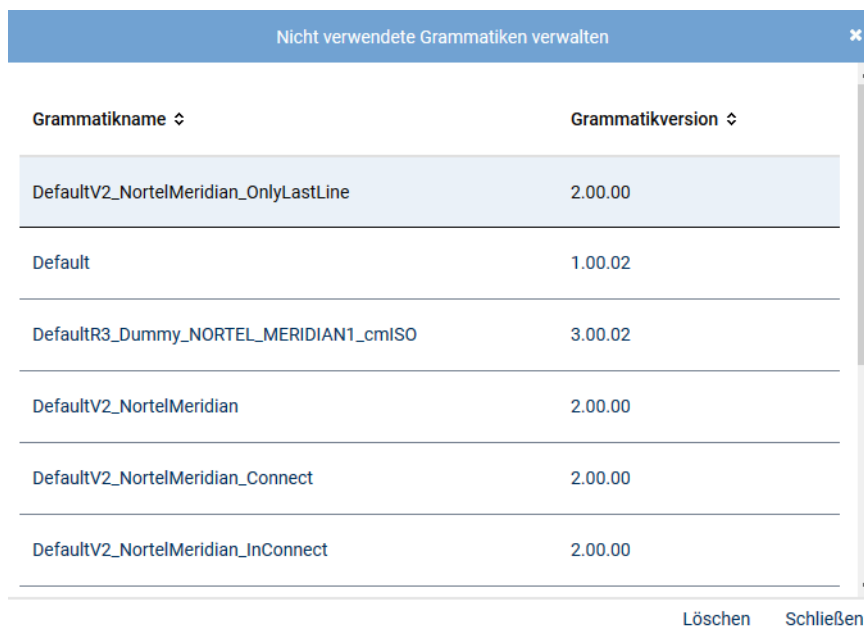 Nicht verwendete Grammatiken verwalten
Grammatikname Grammatikversion
DefaultV2_NortelMeridian_OnlyLastLine 2.00.00
Default 1.00.02
DefaultR3_Dummy_NORTEL_MERIDIAN1_cmISO 3.00.02
DefaultV2_NortelMeridian 2.00.00
DefaultV2_NortelMeridian_Connect 2.00.00
DefaultV2_NortelMeridian_InConnect 2.00.00
Löschen Schließen